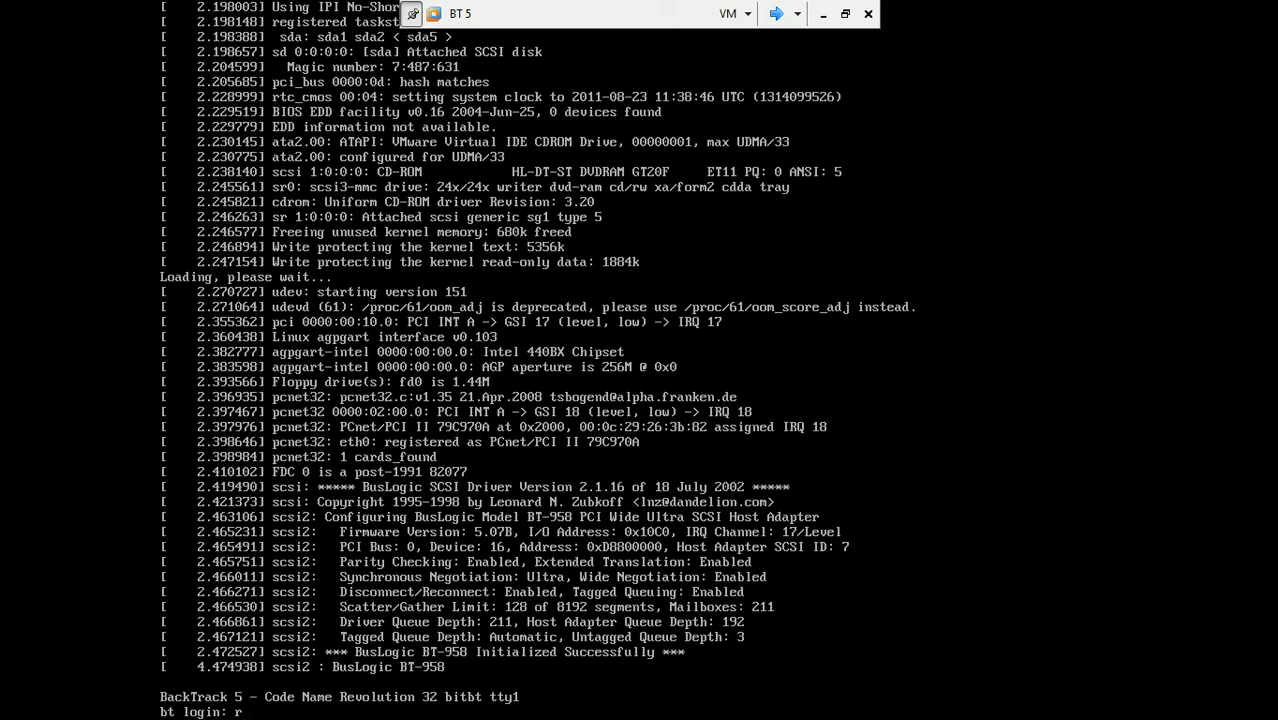 [    2.198003] Using IPI No-Shor
BT 5
VM
[    2.198148] registered taskst
[    2.198388]  sda: sda1 sda2 < sda5 >
[    2.198657] sd 0:0:0:0: [sda] Attached SCSI disk
[    2.204599]   Magic number: 7:487:631
[    2.205685] pci_bus 0000:0d: hash matches
[    2.228999] rtc_cmos 00:04: setting system clock to 2011-08-23 11:38:46 UTC (1314099526)
[    2.229519] BIOS EDD facility v0.16 2004-Jun-25, 0 devices found
[    2.229779] EDD information not available.
[    2.230145] ata2.00: ATAPI: VMware Virtual IDE CDROM Drive, 00000001, max UDMA/33
[    2.230775] ata2.00: configured for UDMA/33
[    2.238140] scsi 1:0:0:0: CD-ROM            HL-DT-ST DVDRAM GT20F     ET11 PQ: 0 ANSI: 5
[    2.245561] sr0: scsi3-mmc drive: 24x/24x writer dvd-ram cd/rw xa/form2 cdda tray
[    2.245821] cdrom: Uniform CD-ROM driver Revision: 3.20
[    2.246263] sr 1:0:0:0: Attached scsi generic sg1 type 5
[    2.246577] Freeing unused kernel memory: 680k freed
[    2.246894] Write protecting the kernel text: 5356k
[    2.247154] Write protecting the kernel read-only data: 1884k
Loading, please wait...
[    2.270727] udev: starting version 151
[    2.271064] udevd (61): /proc/61/oom_adj is deprecated, please use /proc/61/oom_score_adj instead.
[    2.355362] pci 0000:00:10.0: PCI INT A -> GSI 17 (level, low) -> IRQ 17
[    2.360438] Linux agpgart interface v0.103
[    2.382777] agpgart-intel 0000:00:00.0: Intel 440BX Chipset
[    2.383598] agpgart-intel 0000:00:00.0: AGP aperture is 256M @ 0x0
[    2.393566] Floppy drive(s): fd0 is 1.44M
[    2.396935] pcnet32: pcnet32.c:v1.35 21.Apr.2008 tsbogend@alpha.franken.de
[    2.397467] pcnet32 0000:02:00.0: PCI INT A -> GSI 18 (level, low) -> IRQ 18
[    2.397976] pcnet32: PCnet/PCI II 79C970A at 0x2000, 00:0c:29:26:3b:82 assigned IRQ 18
[    2.398646] pcnet32: eth0: registered as PCnet/PCI II 79C970A
[    2.398984] pcnet32: 1 cards_found
[    2.410102] FDC 0 is a post-1991 82077
[    2.419490] scsi: ***** BusLogic SCSI Driver Version 2.1.16 of 18 July 2002 *****
[    2.421373] scsi: Copyright 1995-1998 by Leonard N. Zubkoff <lnz@dandelion.com>
[    2.463106] scsi2: Configuring BusLogic Model BT-958 PCI Wide Ultra SCSI Host Adapter
[    2.465231] scsi2:   Firmware Version: 5.07B, I/O Address: 0x10C0, IRQ Channel: 17/Level
[    2.465491] scsi2:   PCI Bus: 0, Device: 16, Address: 0xD8800000, Host Adapter SCSI ID: 7
[    2.465751] scsi2:   Parity Checking: Enabled, Extended Translation: Enabled
[    2.466011] scsi2:   Synchronous Negotiation: Ultra, Wide Negotiation: Enabled
[    2.466271] scsi2:   Disconnect/Reconnect: Enabled, Tagged Queuing: Enabled
[    2.466530] scsi2:   Scatter/Gather Limit: 128 of 8192 segments, Mailboxes: 211
[    2.466861] scsi2:   Driver Queue Depth: 211, Host Adapter Queue Depth: 192
[    2.467121] scsi2:   Tagged Queue Depth: Automatic, Untagged Queue Depth: 3
[    2.472527] scsi2: *** BusLogic BT-958 Initialized Successfully ***
[    4.474938] scsi2 : BusLogic BT-958
BackTrack 5 - Code Name Revolution 32 bitbt tty1
bt login: r